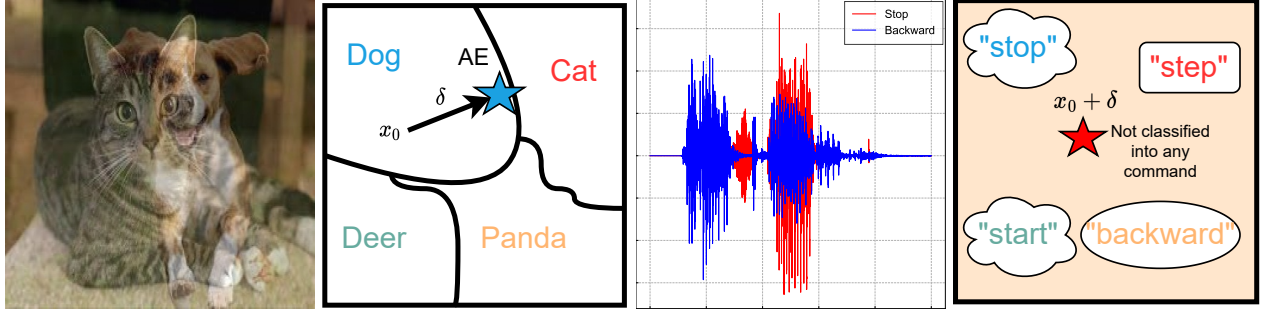 Dog
AE
Cat
δ
x₀
Deer
Panda
Stop
Backward
"stop"
"step"
x₀ + δ
Not classified
into any
command
"start"
"backward"